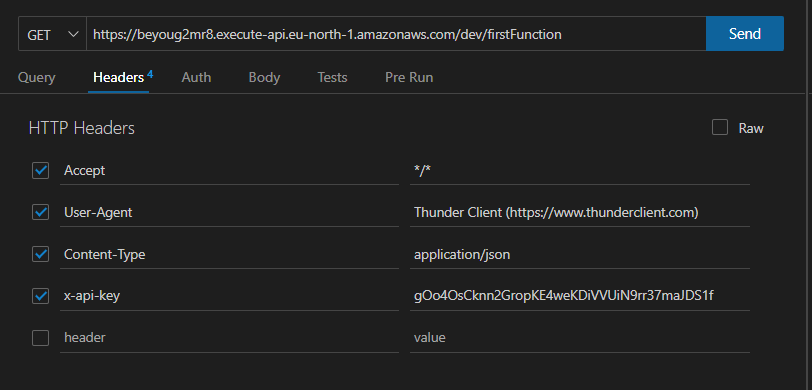 GET https://beyoug2mr8.execute-api.eu-north-1.amazonaws.com/dev/firstFunction Send
Query Headers 4 Auth Body Tests Pre Run
HTTP Headers Raw
Accept */*
User-Agent Thunder Client (https://www.thunderclient.com)
Content-Type application/json
x-api-key gOo4OsCknn2GropKE4weKDiVVUiN9rr37maJDS1f
header value